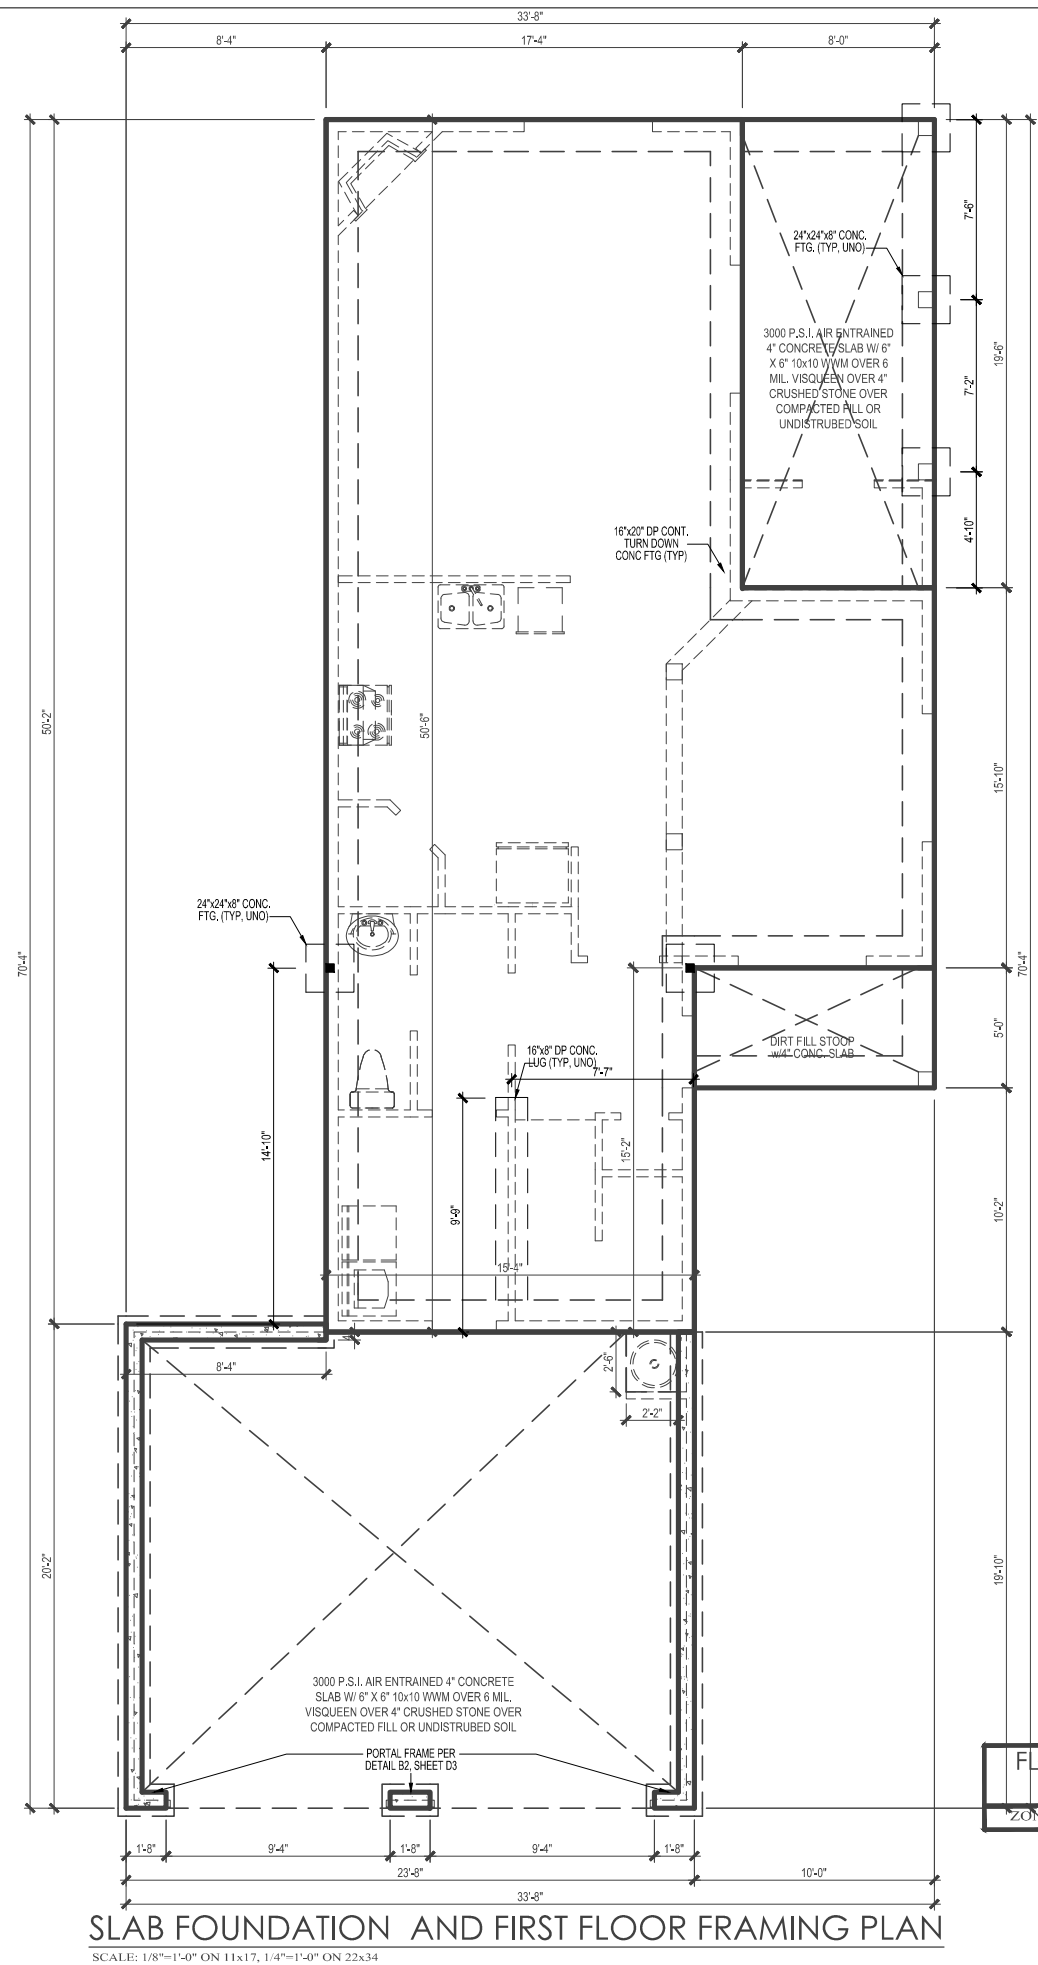 33'-8"
8'-4"
17'-4"
8'-0"
7'-6"
24"x24"x8" CONC.
FTG. (TYP, UNO)
3000 P.S.I. AIR ENTRAINED
4" CONCRETE SLAB W/ 6"
X 6" 10x10 WWM OVER 6
MIL. VISQUEEN OVER 4"
CRUSHED STONE OVER
COMPACTED FILL OR
UNDISTRUBED SOIL
19'-6"
7'-2"
16"x20" DP CONT.
TURN DOWN
CONC FTG (TYP)
4'-10"
50'-2"
50'-6"
15'-10"
24"x24"x8" CONC.
FTG. (TYP, UNO)
70'-4"
70'-4"
5'-0"
DIRT FILL STOOP
w/4" CONC. SLAB
16"x8" DP CONC.
LUG (TYP, UNO)
7'-7"
14'-10"
15'-2"
9'-9"
10'-2"
15'-4"
8'-4"
2'-6"
2'-2"
20'-2"
19'-10"
3000 P.S.I. AIR ENTRAINED 4" CONCRETE
SLAB W/ 6" X 6" 10x10 WWM OVER 6 MIL.
VISQUEEN OVER 4" CRUSHED STONE OVER
COMPACTED FILL OR UNDISTRUBED SOIL
PORTAL FRAME PER
DETAIL B2, SHEET D3
FL
ZON
1'-8"
9'-4"
1'-8"
9'-4"
1'-8"
23'-8"
10'-0"
33'-8"
SLAB FOUNDATION AND FIRST FLOOR FRAMING PLAN
SCALE: 1/8"=1'-0" ON 11x17, 1/4"=1'-0" ON 22x34